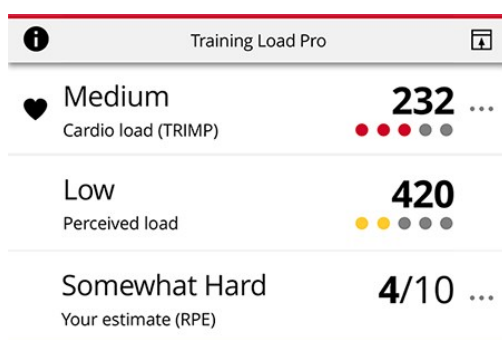 Training Load Pro
Medium
232
Cardio load (TRIMP)
Low
420
Perceived load
Somewhat Hard
4/10
Your estimate (RPE)